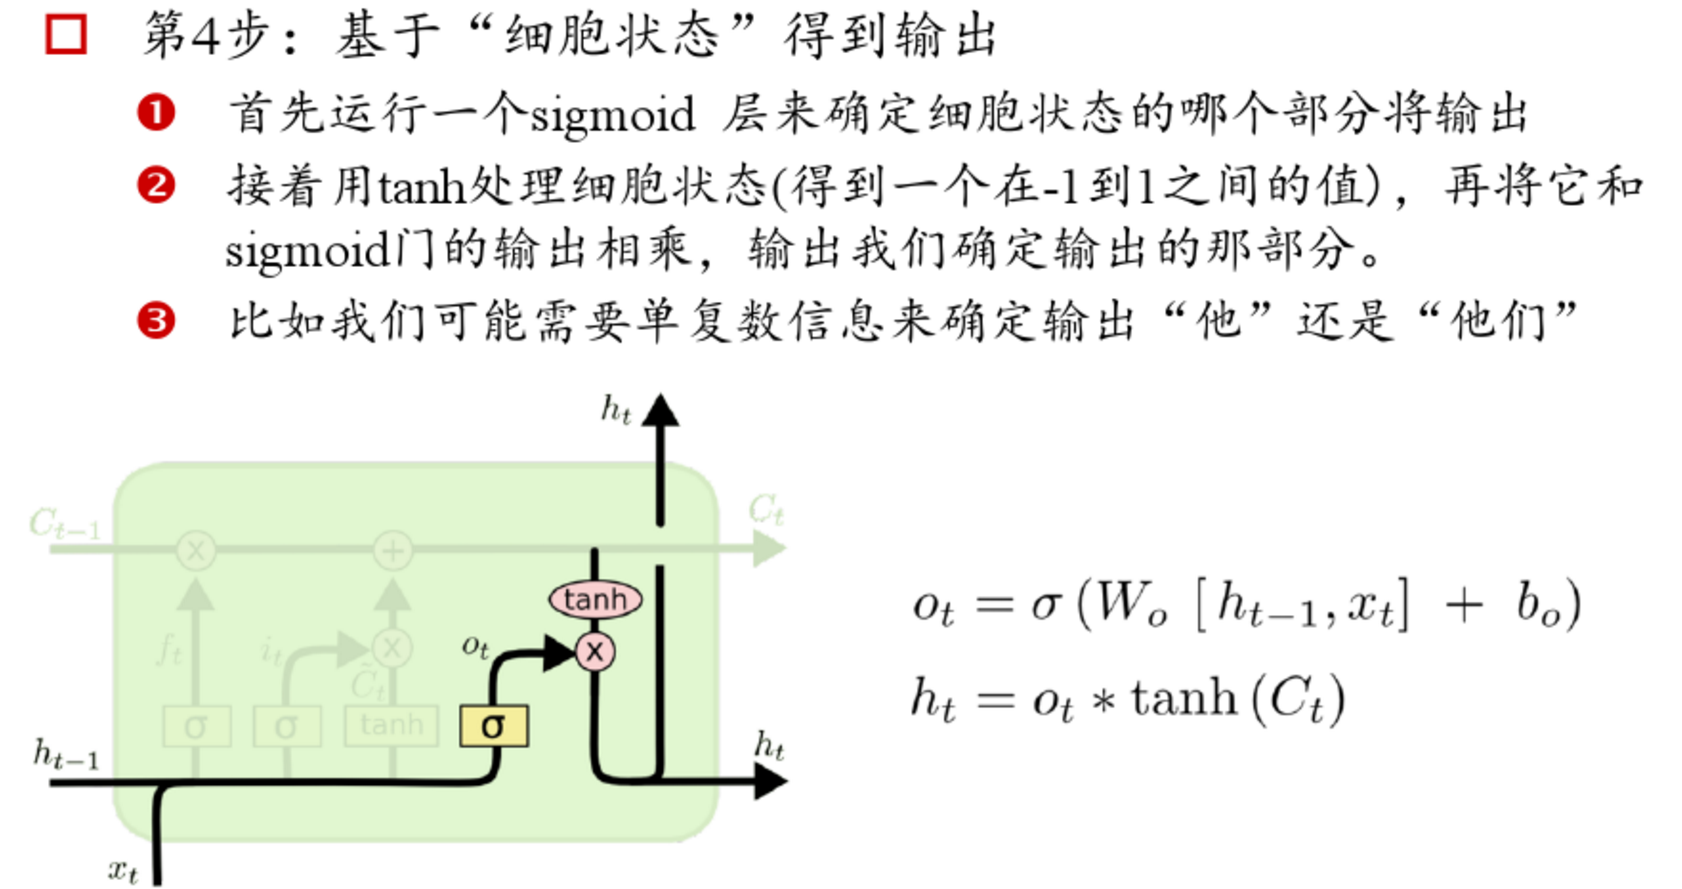 第4步：基于“细胞状态”得到输出
❶ 首先运行一个sigmoid 层来确定细胞状态的哪个部分将输出
❷ 接着用tanh处理细胞状态(得到一个在-1到1之间的值)，再将它和
sigmoid门的输出相乘，输出我们确定输出的那部分。
❸ 比如我们可能需要单复数信息来确定输出“他”还是“他们”
h_t
C_{t-1}
C_t
x
+
tanh
f_t
i_t
x
o_t
x
C̃_t
σ
σ
tanh
σ
h_{t-1}
h_t
x_t
o_t = σ (W_o [h_{t-1}, x_t] + b_o)
h_t = o_t * tanh (C_t)